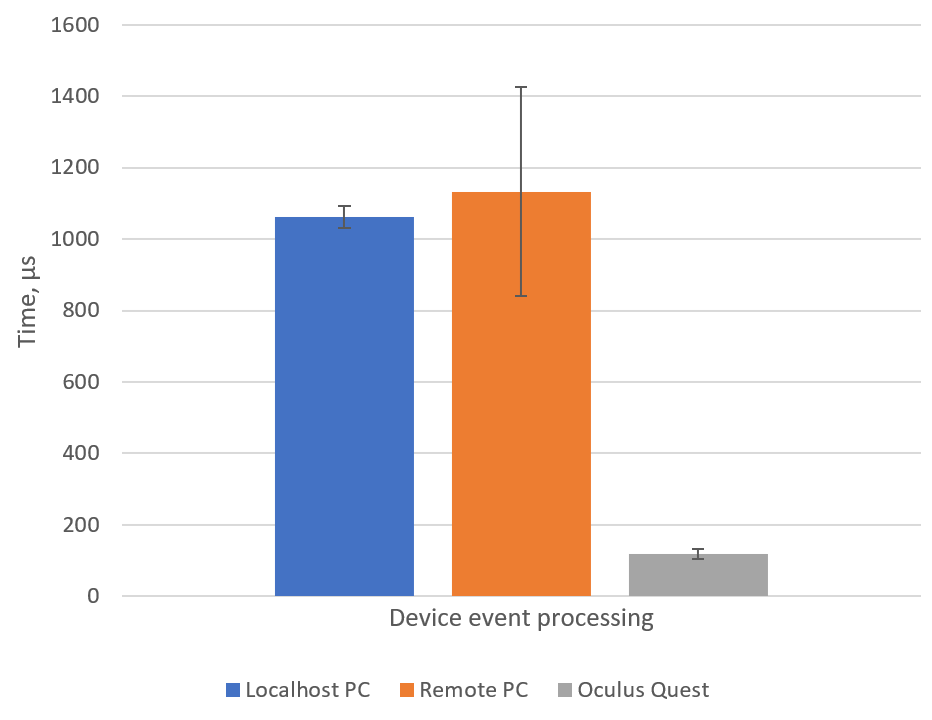 1600
1400
1200
1000
800
600
400
200
0
Time, µs
Device event processing
Localhost PC
Remote PC
Oculus Quest